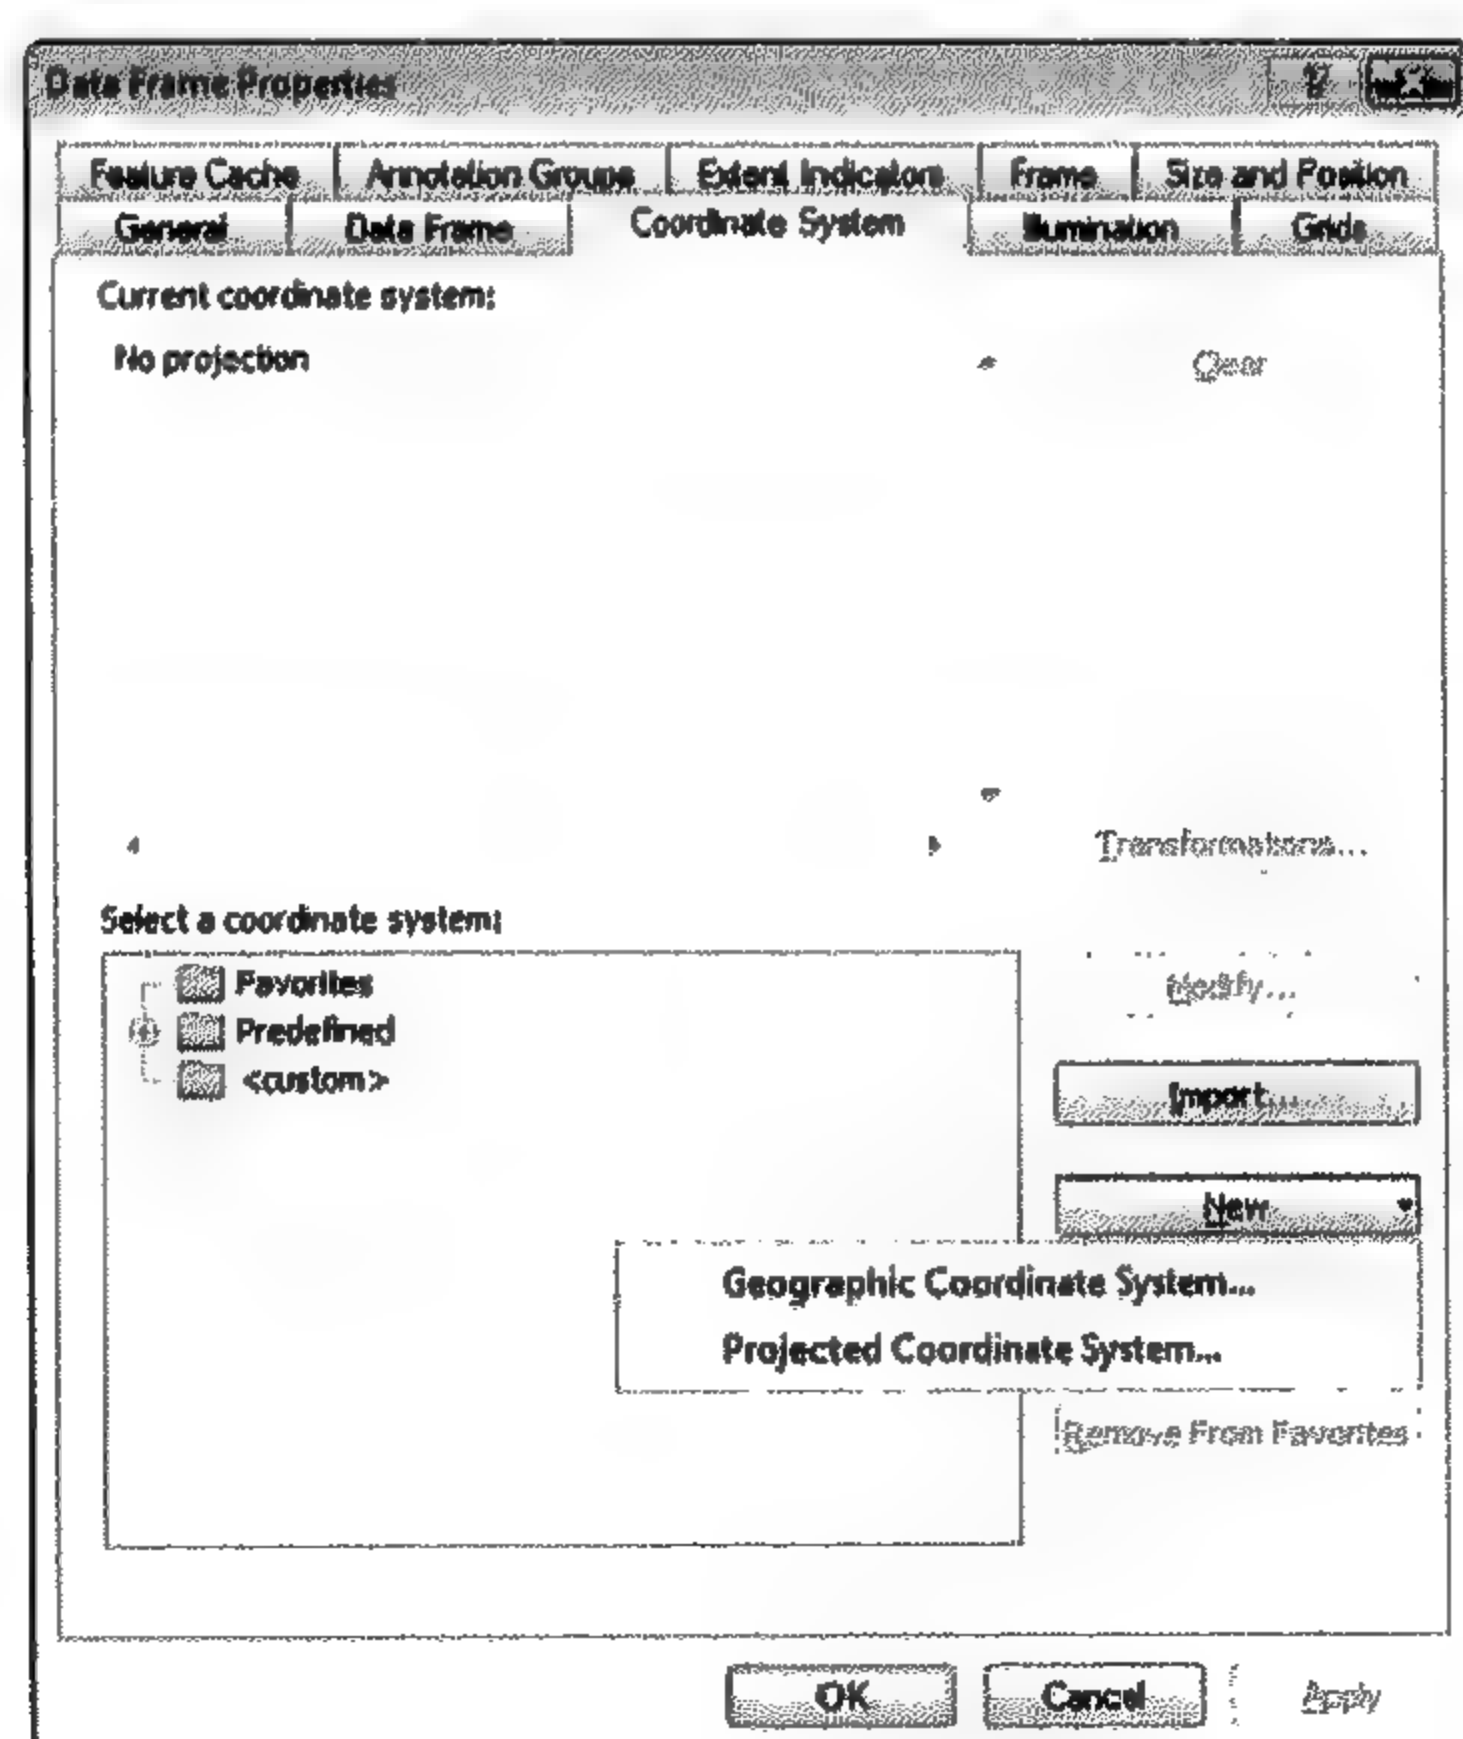 Data Frame Properties
Feature Cache Annotation Groups Extent Indicators Frame Size and Position
General Data Frame Coordinate System Illumination Grids
Current coordinate system:
No projection
Clear
Transformations...
Select a coordinate system:
Favorites
Modify...
Predefined
<custom>
Import...
New
Geographic Coordinate System...
Projected Coordinate System...
Remove From Favorites
OK Cancel Apply